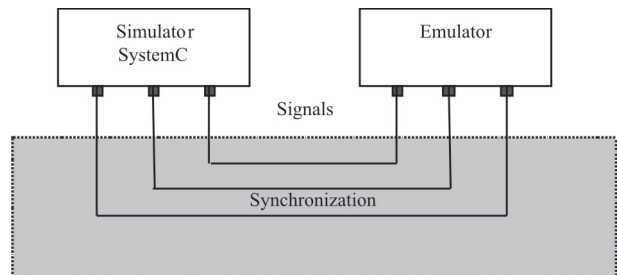 Simulator
SystemC
Emulator
Signals
Synchronization